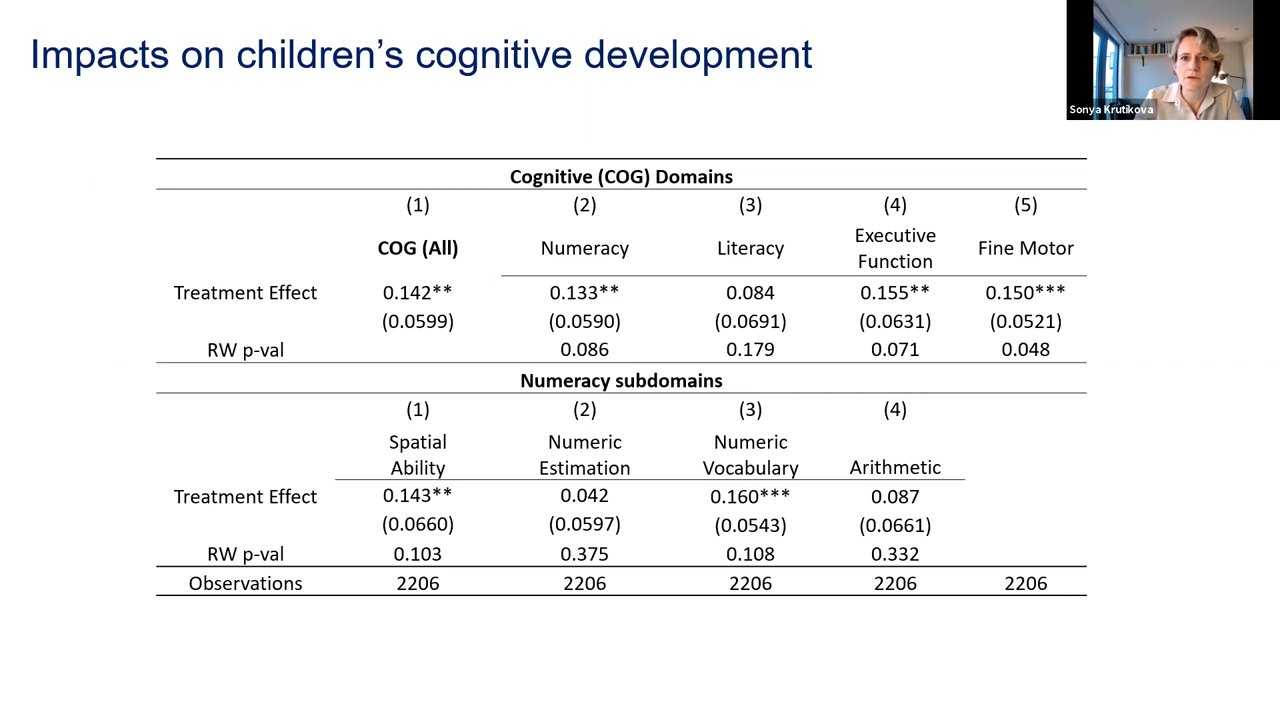 Impacts on children's cognitive development
Sonya Krutikova
Cognitive (COG) Domains
(1) (2) (3) (4) (5)
COG (All) Numeracy Literacy Executive Function Fine Motor
Treatment Effect 0.142** 0.133** 0.084 0.155** 0.150***
(0.0599) (0.0590) (0.0691) (0.0631) (0.0521)
RW p-val 0.086 0.179 0.071 0.048
Numeracy subdomains
(1) (2) (3) (4)
Spatial Ability Numeric Estimation Numeric Vocabulary Arithmetic
Treatment Effect 0.143** 0.042 0.160*** 0.087
(0.0660) (0.0597) (0.0543) (0.0661)
RW p-val 0.103 0.375 0.108 0.332
Observations 2206 2206 2206 2206 2206